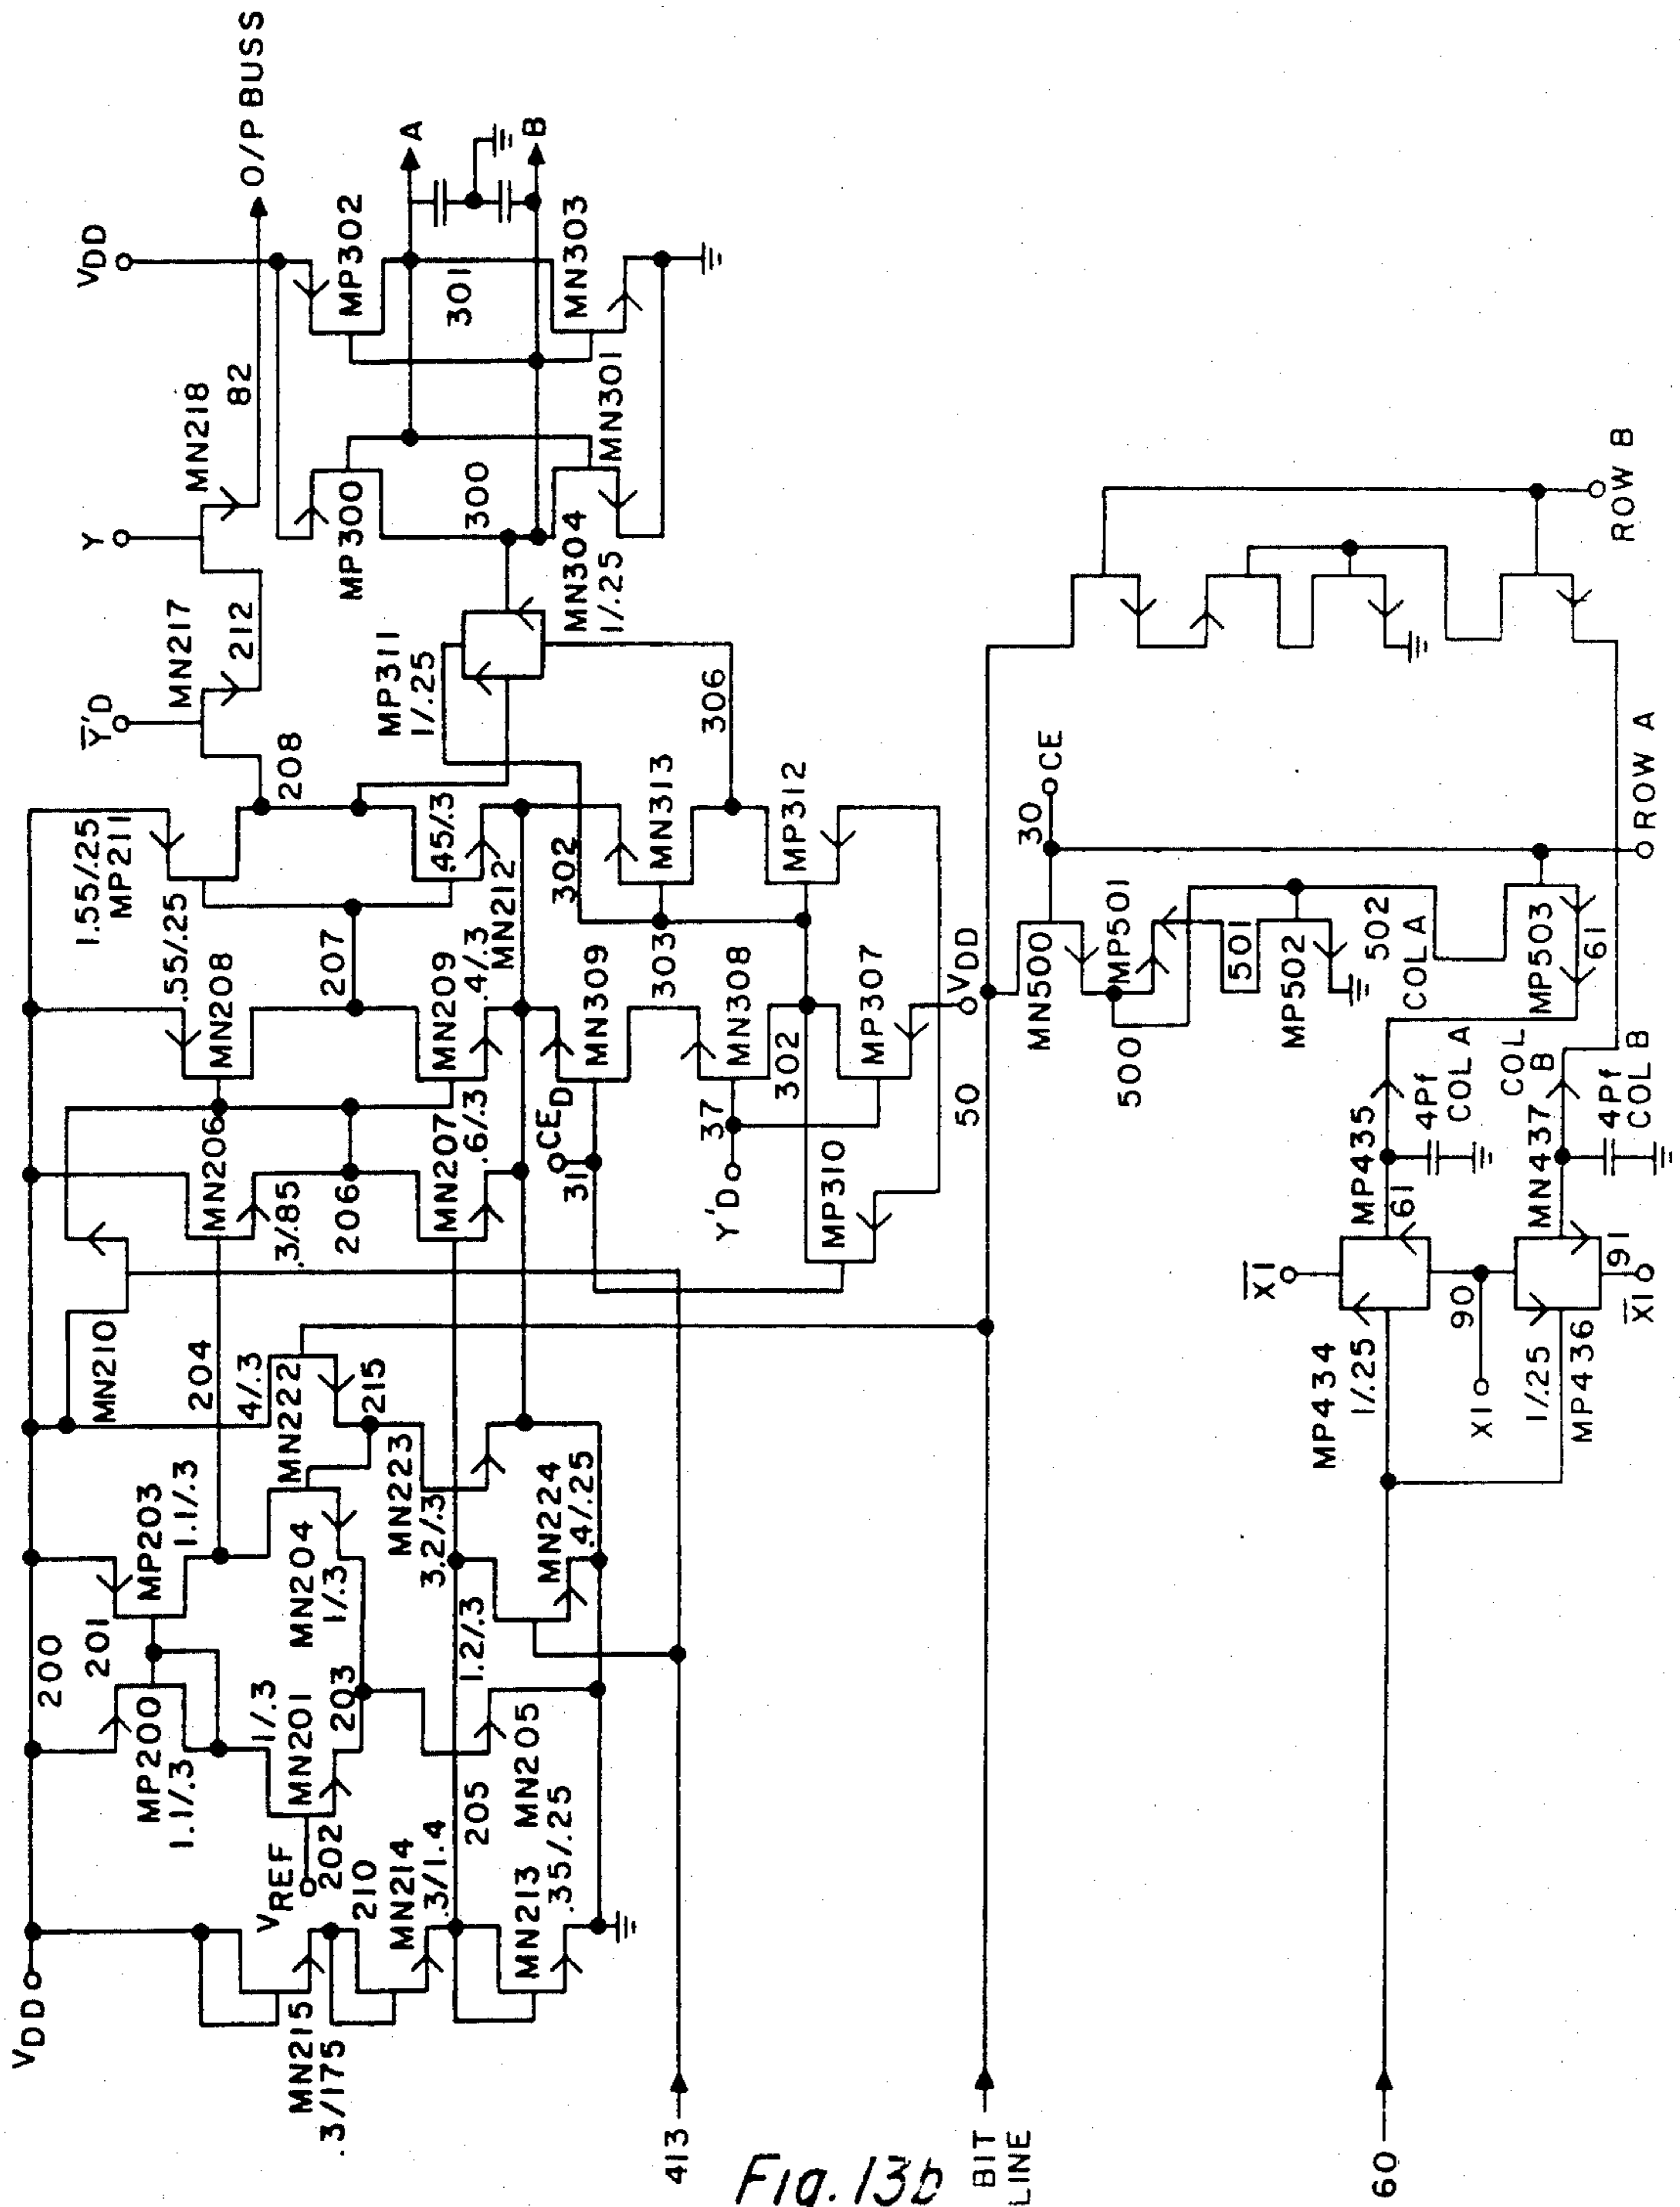 VDD
MN215
.3/175
VREF
202
210
MN214
.3/1.4
205
MN213
.35/.25
MN205
MP200
1.1/.3
200
201
MP203
1.1/.3
1/.3
MN201
203
MN204
1/.3
1.2/.3
MN224
.4/.25
MN223
3.2/.3
MN222
4/.3
215
204
MN210
MN206
.3/.85
206
MN207
.6/.3
MN208
.55/.25
207
MN209
.4/.3
MN212
.45/.3
1.55/.25
MP211
208
Y̅'D
MN217
212
Y
MN218
82
O/P BUSS
VDD
MP302
301
MN303
A
B
MP300
300
MN301
MN304
1/.25
MP311
1/.25
306
302
MN313
MP312
MN309
303
MN308
302
MP307
VDD
CED
31
37
Y'D
MP310
413
BIT
LINE
50
30
CE
MN500
500
MP501
501
MP502
502
COL A
MP503
61
ROW A
ROW B
60
MP434
1/.25
X̅1̅
MP435
61
4Pf
COL A
90
X1
1/.25
MP436
91
X̅1̅
MN437
COL
B
4Pf
COL B
Fig. 13b